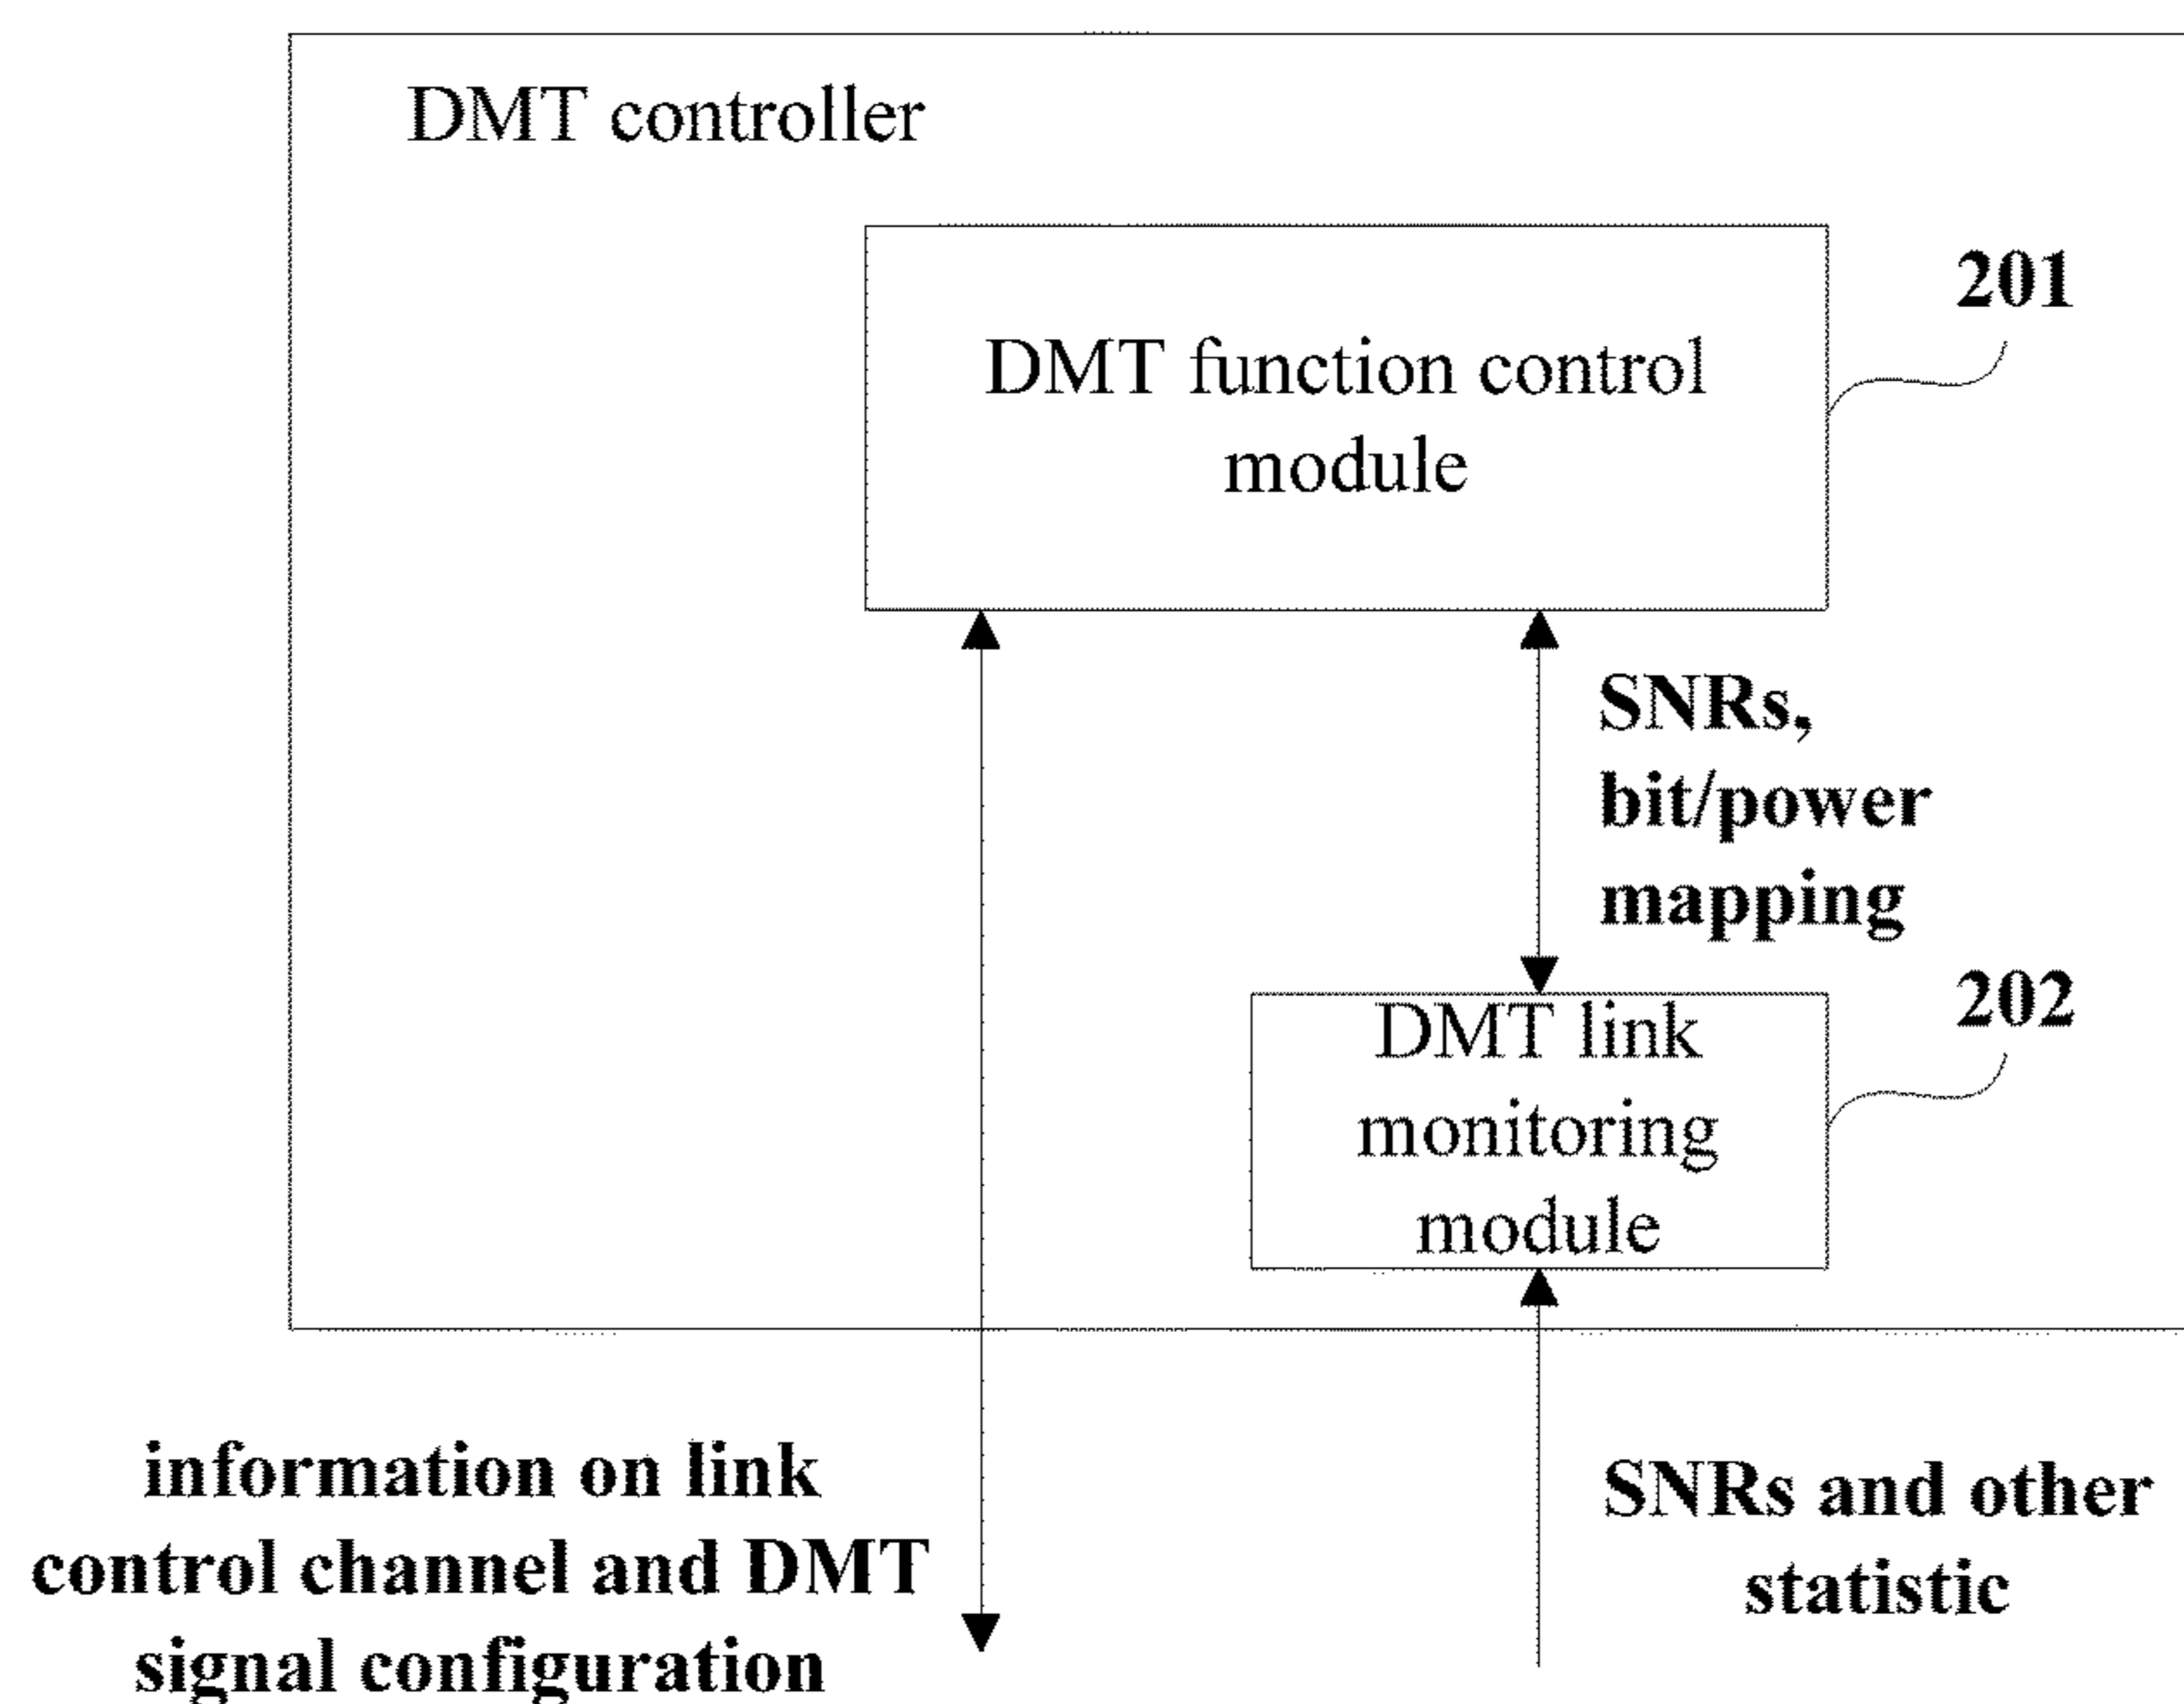 DMT controller
201
DMT function control
module
SNRs,
bit/power
mapping
202
DMT link
monitoring
module
information on link
control channel and DMT
signal configuration
SNRs and other
statistic